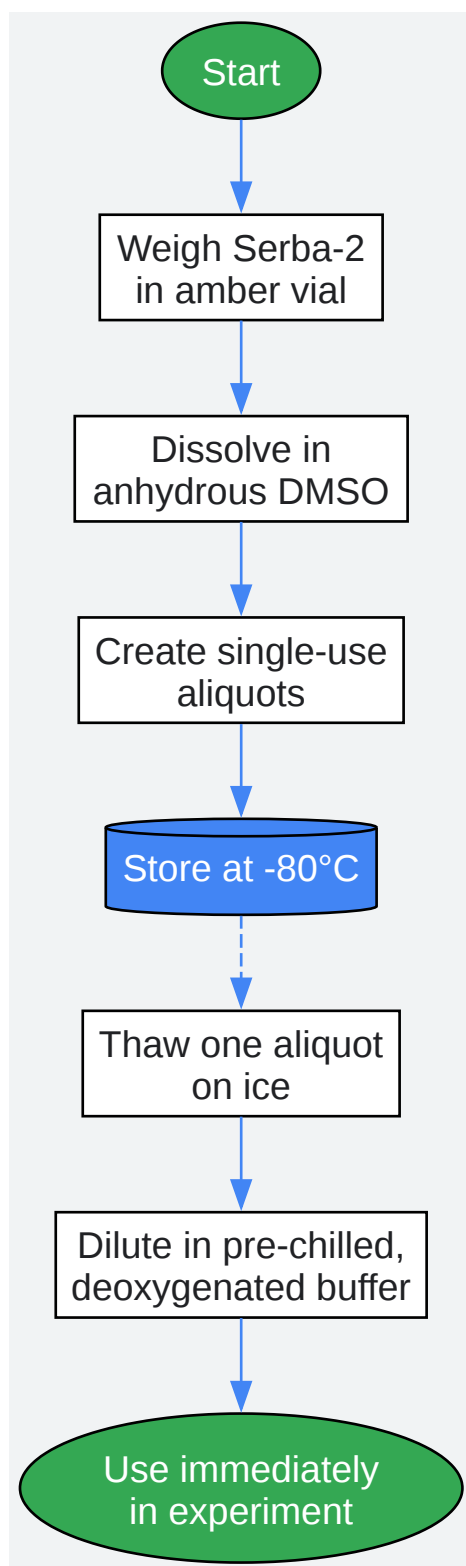 Start
Weigh Serba-2
in amber vial
Dissolve in
anhydrous DMSO
Create single-use
aliquots
Store at -80°C
Thaw one aliquot
on ice
Dilute in pre-chilled,
deoxygenated buffer
Use immediately
in experiment